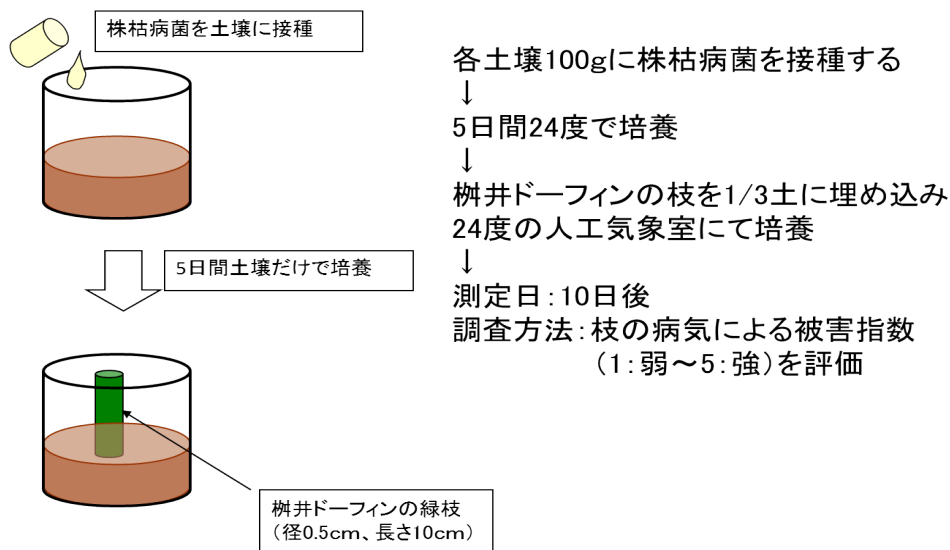 株枯病菌を土壌に接種
各土壌100gに株枯病菌を接種する
↓
5日間24度で培養
↓
桝井ドーフィンの枝を1/3土に埋め込み
24度の人工気象室にて培養
↓
測定日：10日後
調査方法：枝の病気による被害指数
（1：弱～5：強）を評価
5日間土壌だけで培養
桝井ドーフィンの緑枝
（径0.5cm、長さ10cm）